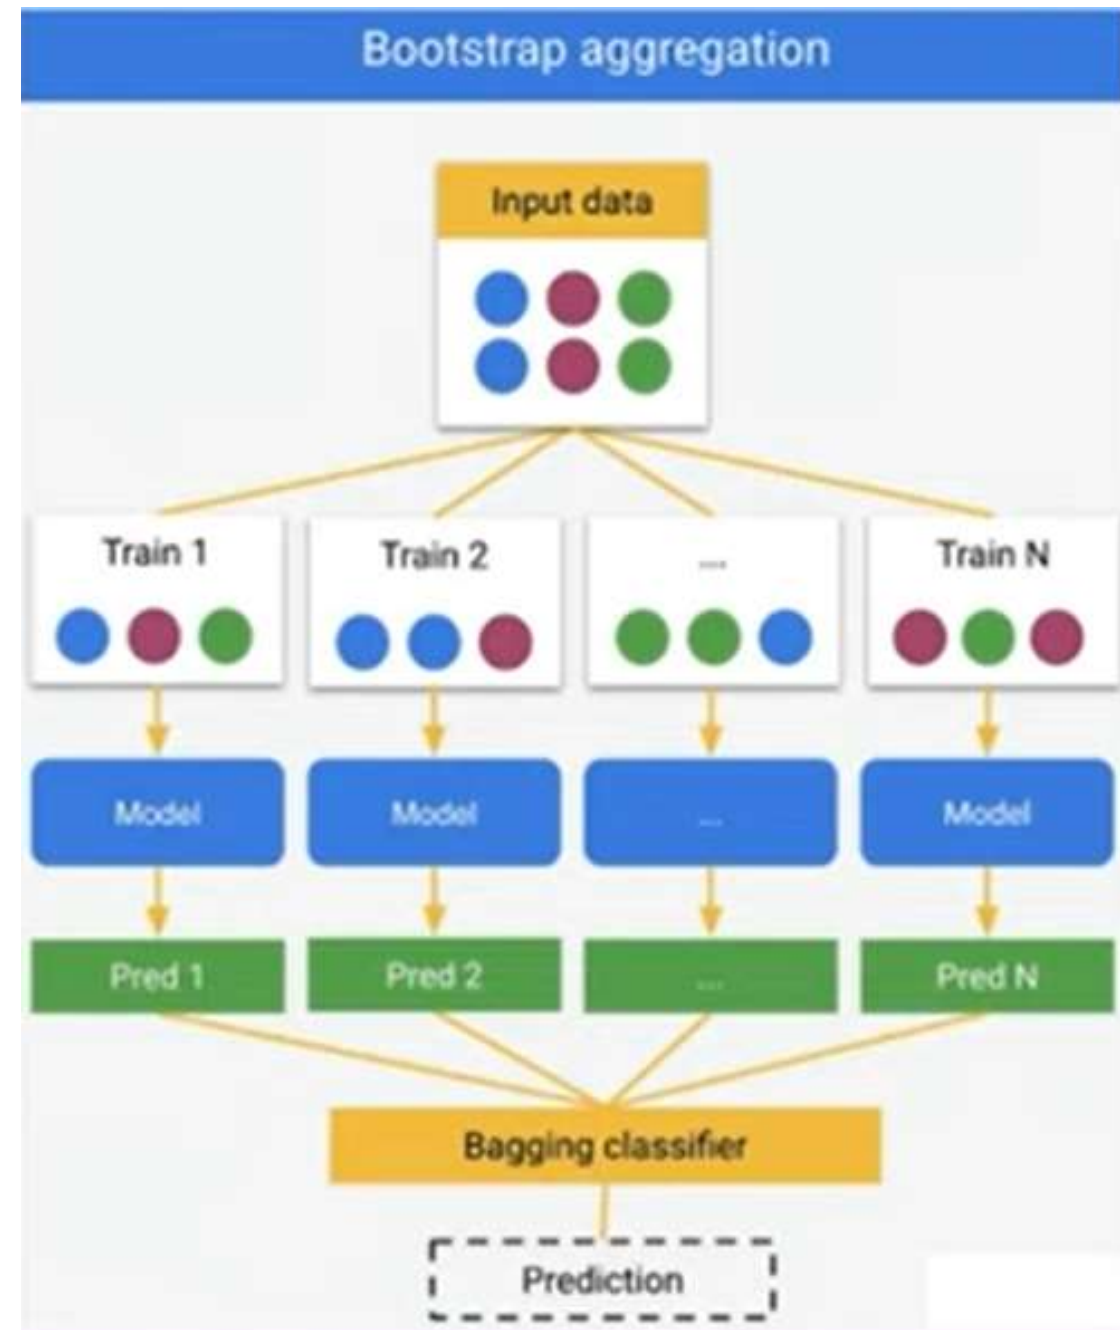 Bootstrap aggregation
Input data
Train 1
Train 2
...
Train N
Model
Model
...
Model
Pred 1
Pred 2
...
Pred N
Bagging classifier
Prediction